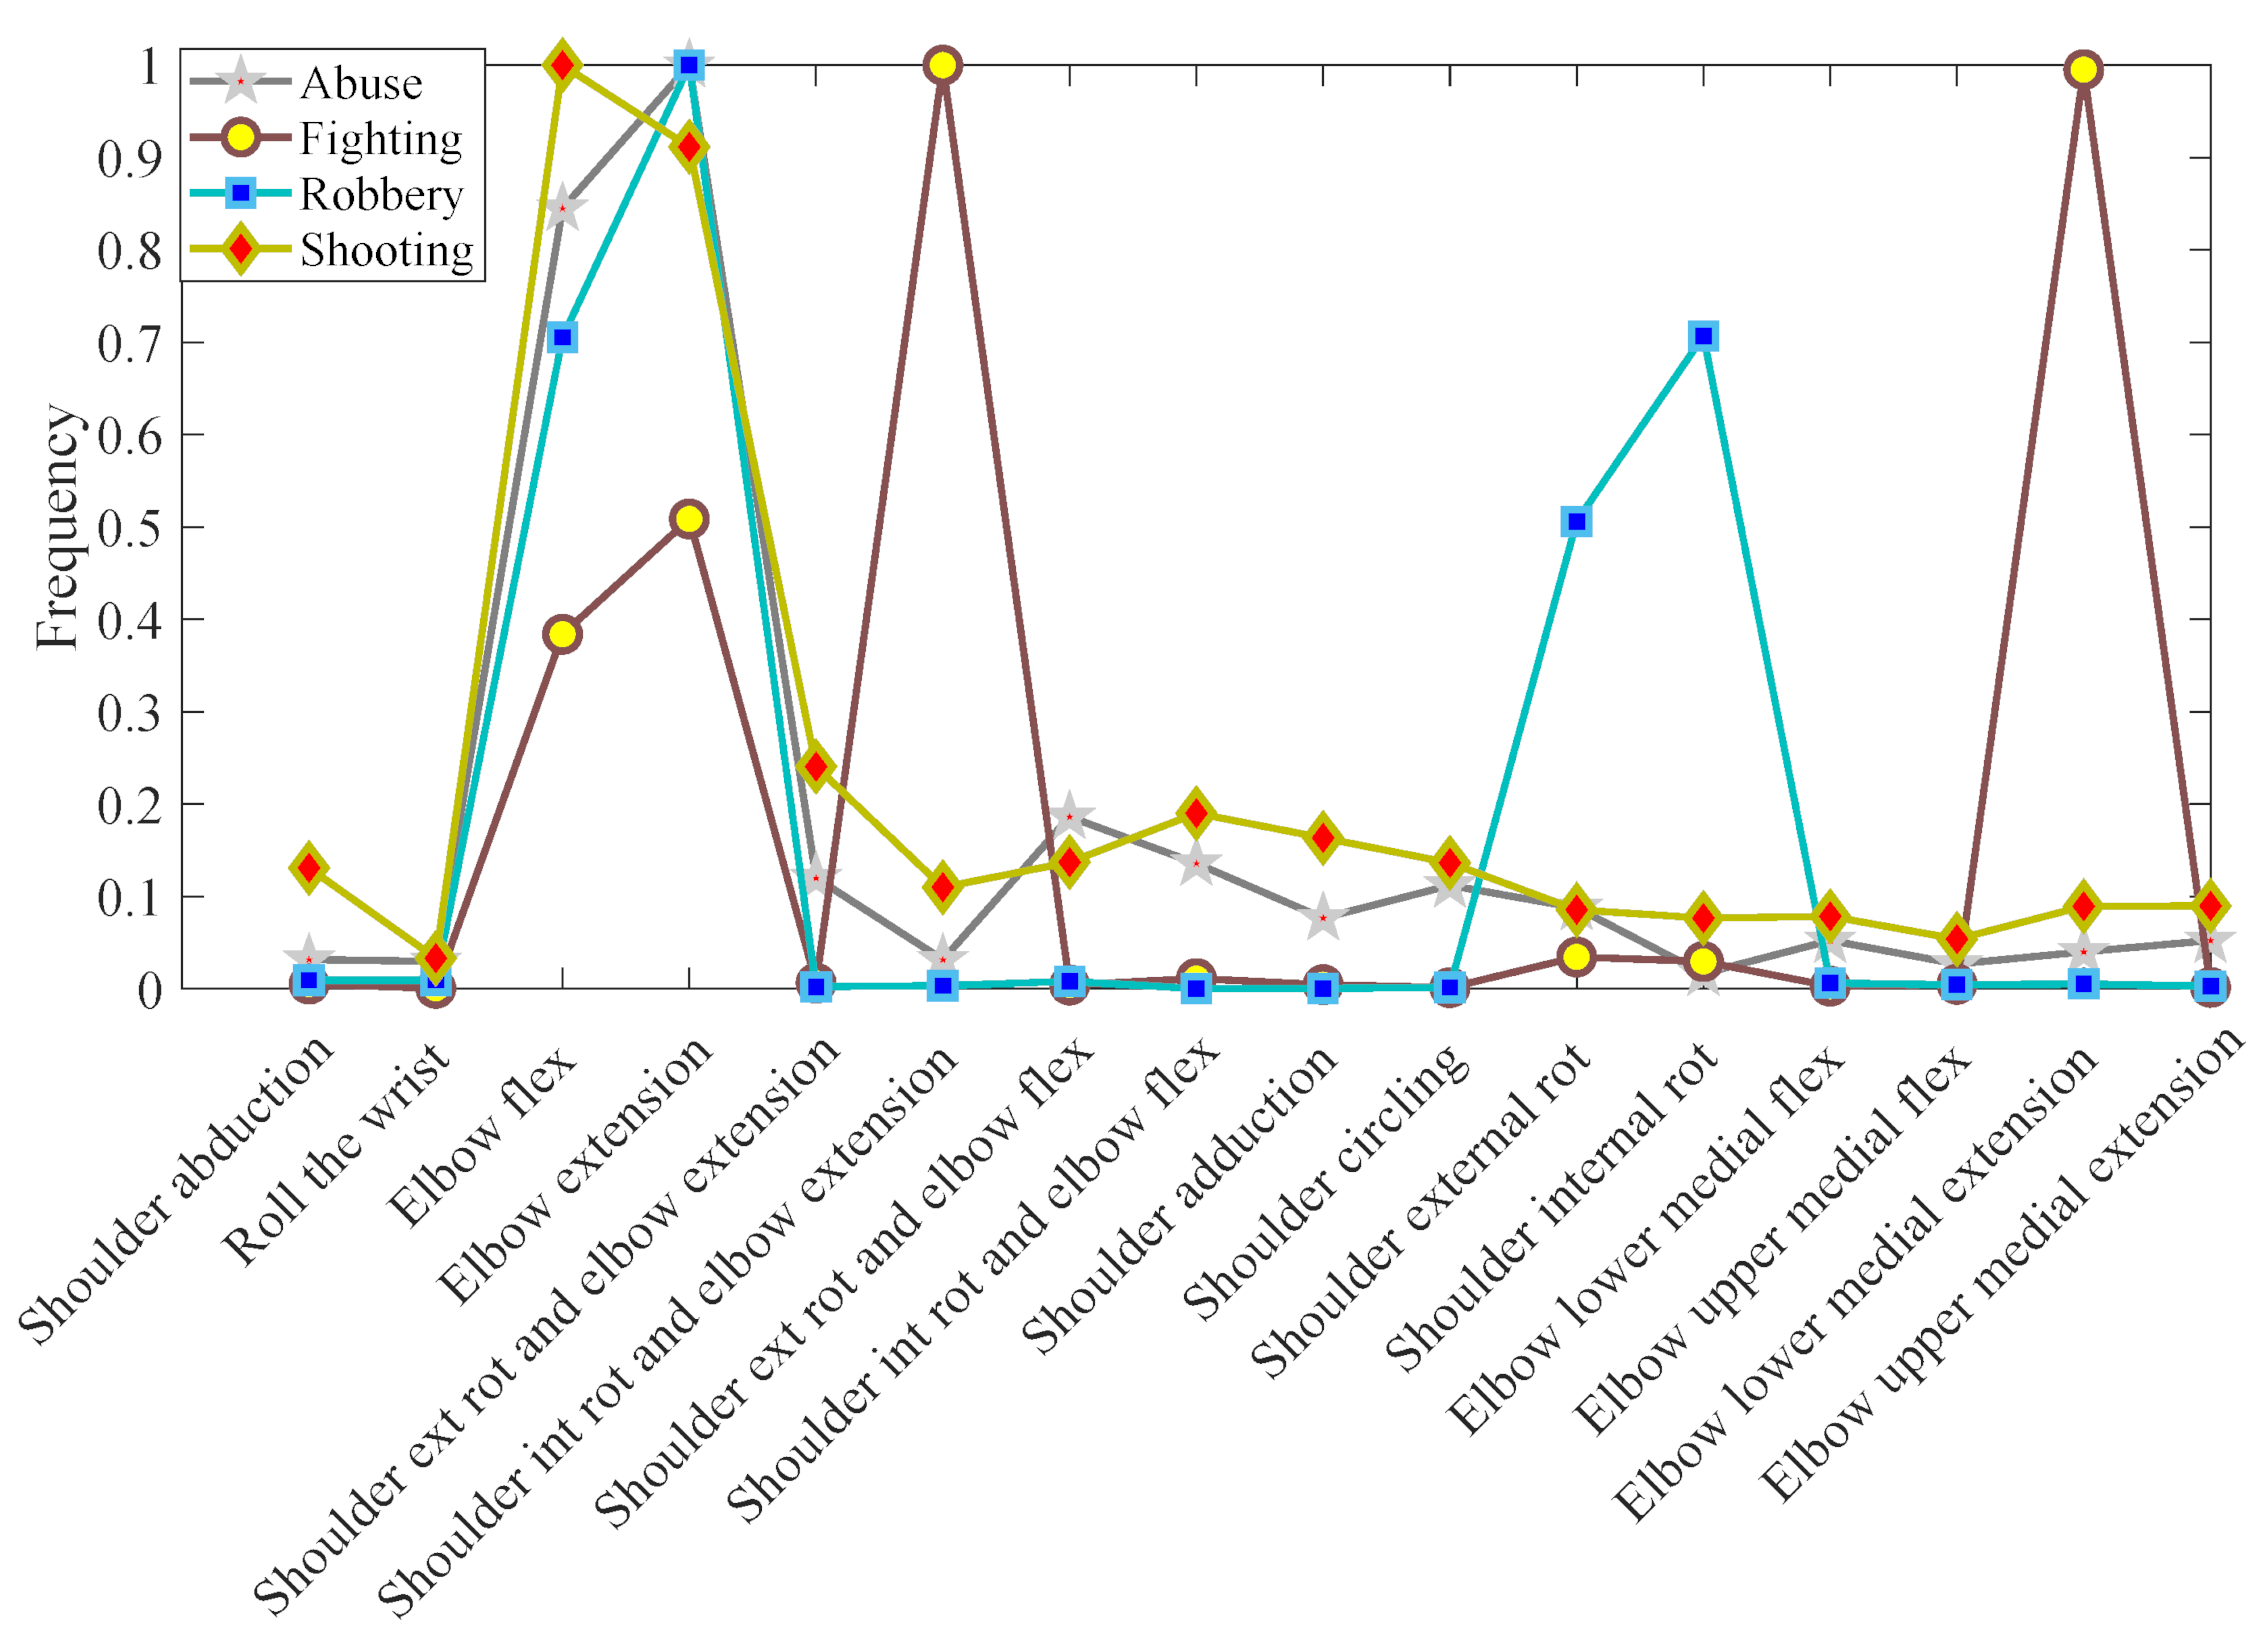 Abuse
Fighting
Robbery
Shooting
Frequency
1
0.9
0.8
0.7
0.6
0.5
0.4
0.3
0.2
0.1
0
Shoulder abduction
Roll the wrist
Elbow flex
Elbow extension
Shoulder ext rot and elbow extension
Shoulder int rot and elbow extension
Shoulder ext rot and elbow flex
Shoulder int rot and elbow flex
Shoulder adduction
Shoulder circling
Shoulder external rot
Shoulder internal rot
Elbow lower medial flex
Elbow upper medial flex
Elbow lower medial extension
Elbow upper medial extension